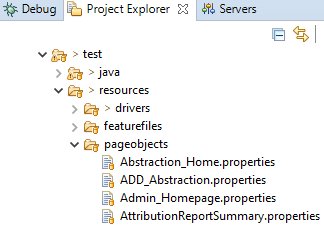 Debug Project Explorer Servers
> test
> java
> resources
> drivers
featurefiles
pageobjects
Abstraction_Home.properties
ADD_Abstraction.properties
Admin_Homepage.properties
AttributionReportSummary.properties